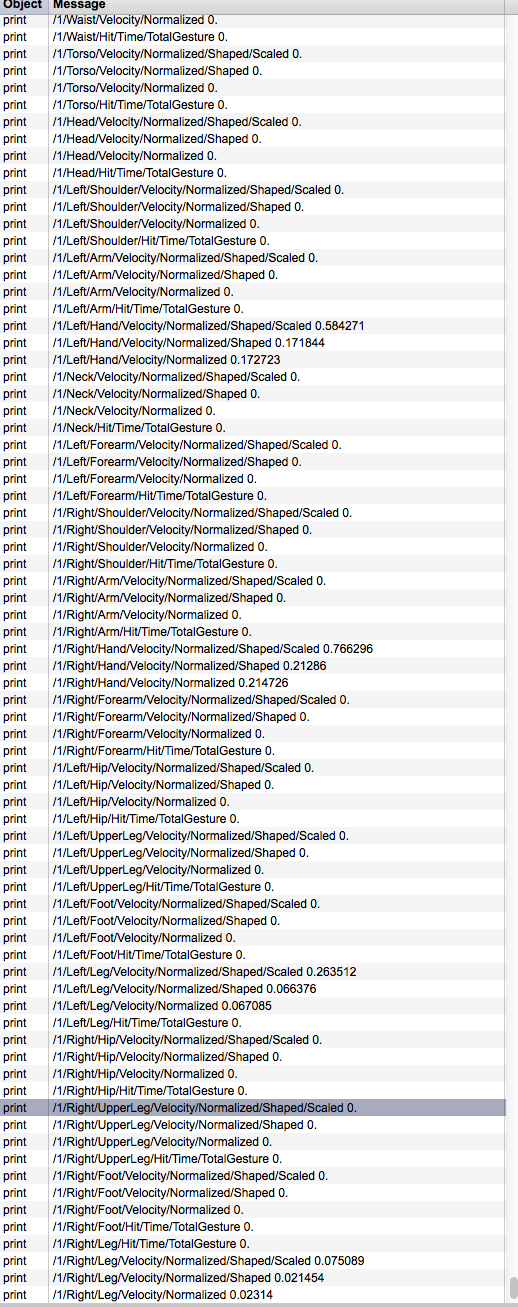 Object Message
print /1/Waist/Velocity/Normalized 0.
print /1/Waist/Hit/Time/TotalGesture 0.
print /1/Torso/Velocity/Normalized/Shaped/Scaled 0.
print /1/Torso/Velocity/Normalized/Shaped 0.
print /1/Torso/Velocity/Normalized 0.
print /1/Torso/Hit/Time/TotalGesture 0.
print /1/Head/Velocity/Normalized/Shaped/Scaled 0.
print /1/Head/Velocity/Normalized/Shaped 0.
print /1/Head/Velocity/Normalized 0.
print /1/Head/Hit/Time/TotalGesture 0.
print /1/Left/Shoulder/Velocity/Normalized/Shaped/Scaled 0.
print /1/Left/Shoulder/Velocity/Normalized/Shaped 0.
print /1/Left/Shoulder/Velocity/Normalized 0.
print /1/Left/Shoulder/Hit/Time/TotalGesture 0.
print /1/Left/Arm/Velocity/Normalized/Shaped/Scaled 0.
print /1/Left/Arm/Velocity/Normalized/Shaped 0.
print /1/Left/Arm/Velocity/Normalized 0.
print /1/Left/Arm/Hit/Time/TotalGesture 0.
print /1/Left/Hand/Velocity/Normalized/Shaped/Scaled 0.584271
print /1/Left/Hand/Velocity/Normalized/Shaped 0.171844
print /1/Left/Hand/Velocity/Normalized 0.172723
print /1/Neck/Velocity/Normalized/Shaped/Scaled 0.
print /1/Neck/Velocity/Normalized/Shaped 0.
print /1/Neck/Velocity/Normalized 0.
print /1/Neck/Hit/Time/TotalGesture 0.
print /1/Left/Forearm/Velocity/Normalized/Shaped/Scaled 0.
print /1/Left/Forearm/Velocity/Normalized/Shaped 0.
print /1/Left/Forearm/Velocity/Normalized 0.
print /1/Left/Forearm/Hit/Time/TotalGesture 0.
print /1/Right/Shoulder/Velocity/Normalized/Shaped/Scaled 0.
print /1/Right/Shoulder/Velocity/Normalized/Shaped 0.
print /1/Right/Shoulder/Velocity/Normalized 0.
print /1/Right/Shoulder/Hit/Time/TotalGesture 0.
print /1/Right/Arm/Velocity/Normalized/Shaped/Scaled 0.
print /1/Right/Arm/Velocity/Normalized/Shaped 0.
print /1/Right/Arm/Velocity/Normalized 0.
print /1/Right/Arm/Hit/Time/TotalGesture 0.
print /1/Right/Hand/Velocity/Normalized/Shaped/Scaled 0.766296
print /1/Right/Hand/Velocity/Normalized/Shaped 0.21286
print /1/Right/Hand/Velocity/Normalized 0.214726
print /1/Right/Forearm/Velocity/Normalized/Shaped/Scaled 0.
print /1/Right/Forearm/Velocity/Normalized/Shaped 0.
print /1/Right/Forearm/Velocity/Normalized 0.
print /1/Right/Forearm/Hit/Time/TotalGesture 0.
print /1/Left/Hip/Velocity/Normalized/Shaped/Scaled 0.
print /1/Left/Hip/Velocity/Normalized/Shaped 0.
print /1/Left/Hip/Velocity/Normalized 0.
print /1/Left/Hip/Hit/Time/TotalGesture 0.
print /1/Left/UpperLeg/Velocity/Normalized/Shaped/Scaled 0.
print /1/Left/UpperLeg/Velocity/Normalized/Shaped 0.
print /1/Left/UpperLeg/Velocity/Normalized 0.
print /1/Left/UpperLeg/Hit/Time/TotalGesture 0.
print /1/Left/Foot/Velocity/Normalized/Shaped/Scaled 0.
print /1/Left/Foot/Velocity/Normalized/Shaped 0.
print /1/Left/Foot/Velocity/Normalized 0.
print /1/Left/Foot/Hit/Time/TotalGesture 0.
print /1/Left/Leg/Velocity/Normalized/Shaped/Scaled 0.263512
print /1/Left/Leg/Velocity/Normalized/Shaped 0.066376
print /1/Left/Leg/Velocity/Normalized 0.067085
print /1/Left/Leg/Hit/Time/TotalGesture 0.
print /1/Right/Hip/Velocity/Normalized/Shaped/Scaled 0.
print /1/Right/Hip/Velocity/Normalized/Shaped 0.
print /1/Right/Hip/Velocity/Normalized 0.
print /1/Right/Hip/Hit/Time/TotalGesture 0.
print /1/Right/UpperLeg/Velocity/Normalized/Shaped/Scaled 0.
print /1/Right/UpperLeg/Velocity/Normalized/Shaped 0.
print /1/Right/UpperLeg/Velocity/Normalized 0.
print /1/Right/UpperLeg/Hit/Time/TotalGesture 0.
print /1/Right/Foot/Velocity/Normalized/Shaped/Scaled 0.
print /1/Right/Foot/Velocity/Normalized/Shaped 0.
print /1/Right/Foot/Velocity/Normalized 0.
print /1/Right/Foot/Hit/Time/TotalGesture 0.
print /1/Right/Leg/Hit/Time/TotalGesture 0.
print /1/Right/Leg/Velocity/Normalized/Shaped/Scaled 0.075089
print /1/Right/Leg/Velocity/Normalized/Shaped 0.021454
print /1/Right/Leg/Velocity/Normalized 0.02314